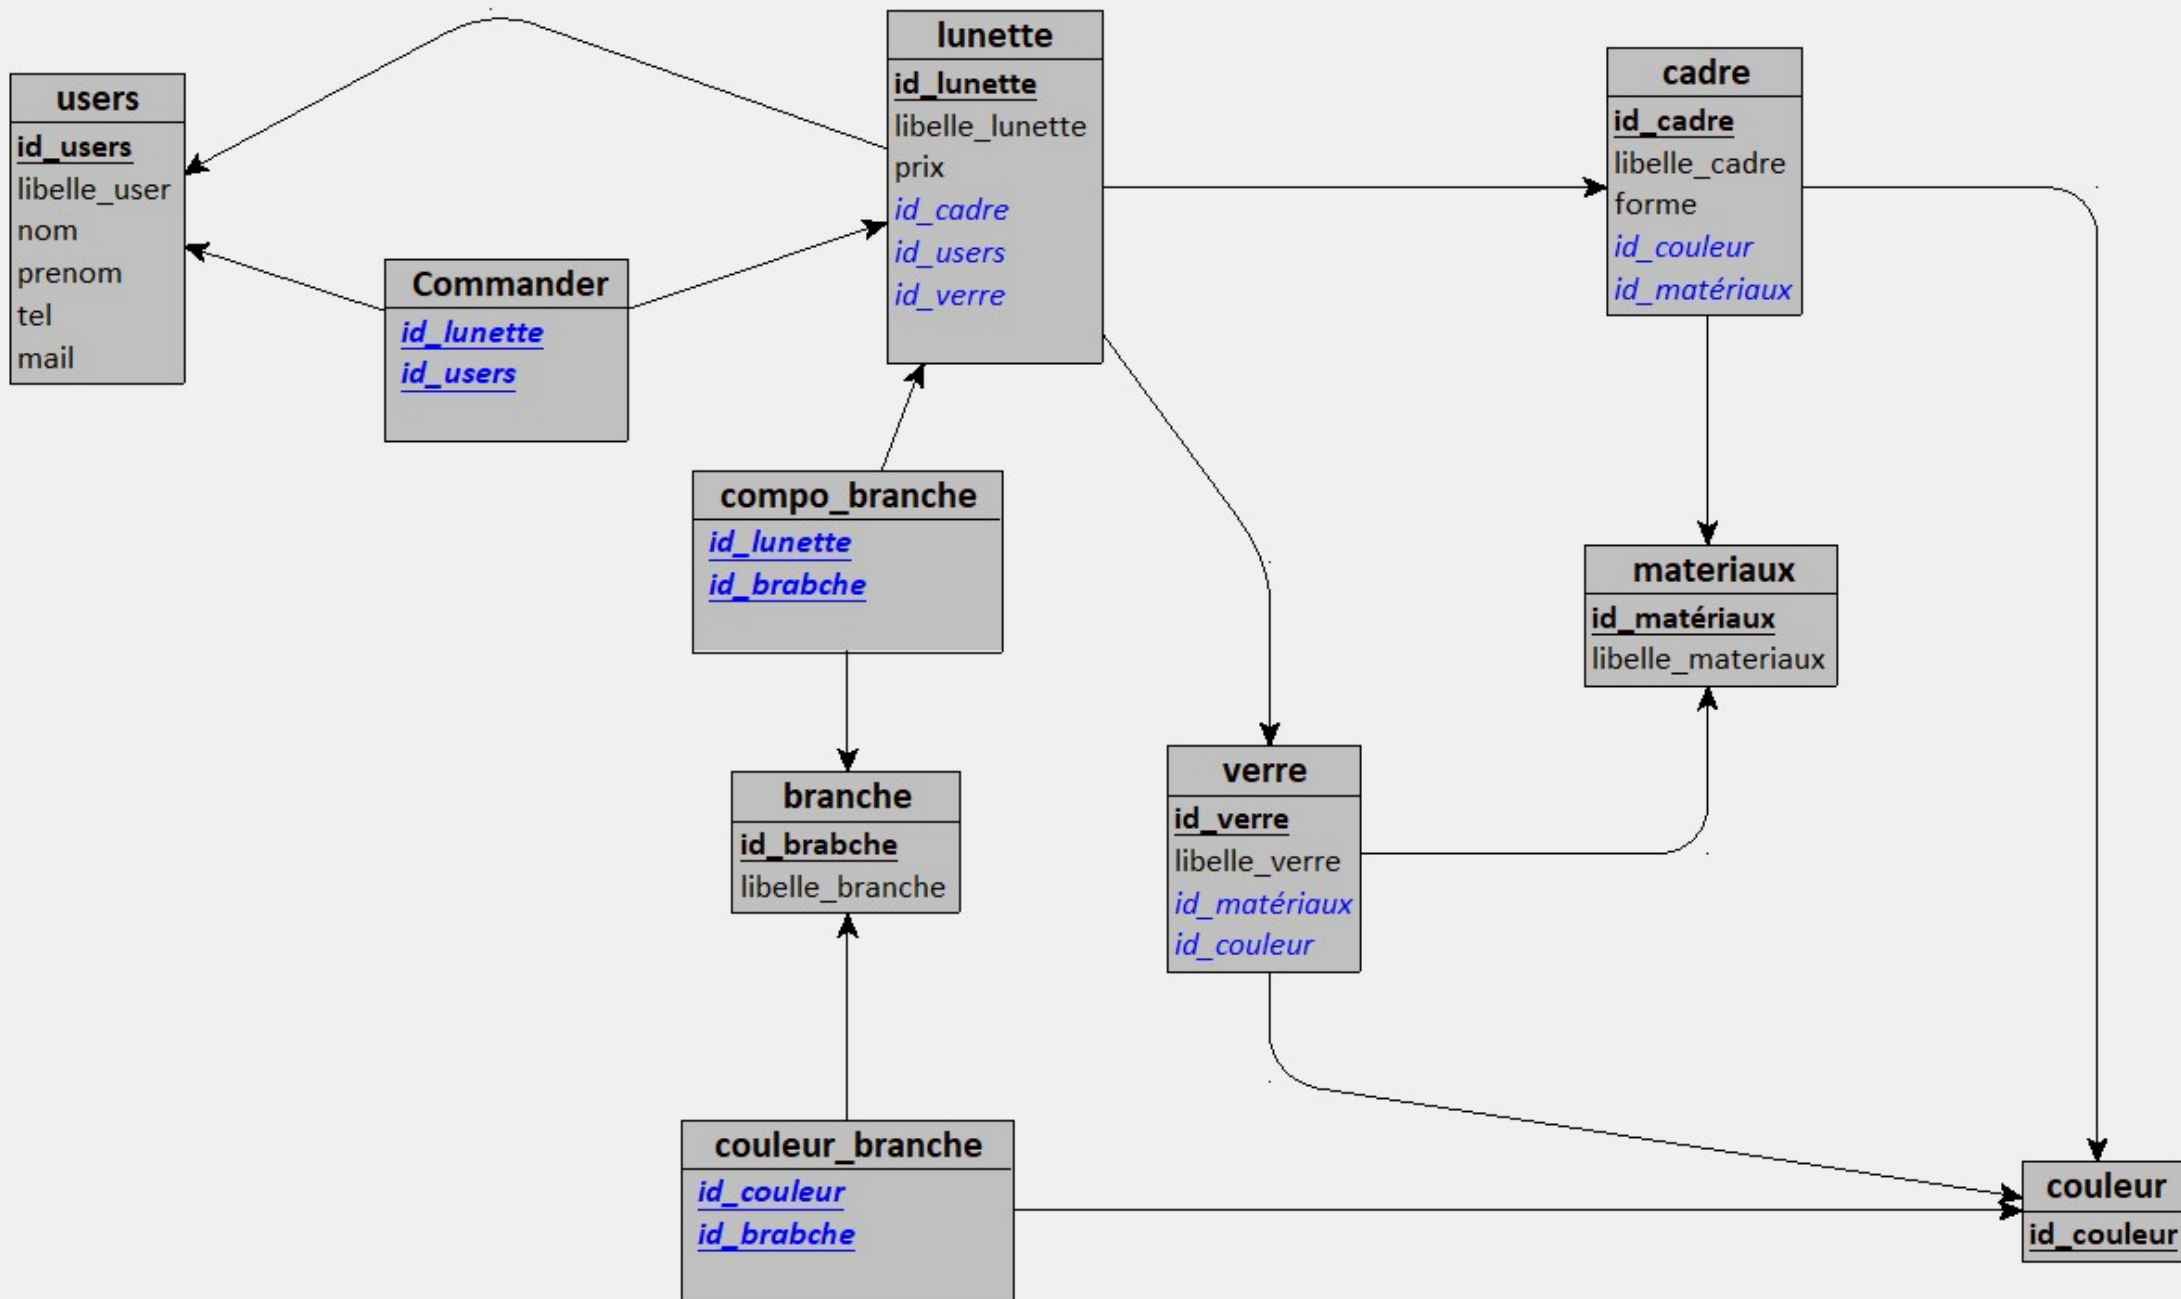 users
id_users
libelle_user
nom
prenom
tel
mail
Commander
id_lunette
id_users
lunette
id_lunette
libelle_lunette
prix
id_cadre
id_users
id_verre
cadre
id_cadre
libelle_cadre
forme
id_couleur
id_matériaux
compo_branche
id_lunette
id_brabche
materiaux
id_matériaux
libelle_materiaux
branche
id_brabche
libelle_branche
verre
id_verre
libelle_verre
id_matériaux
id_couleur
couleur_branche
id_couleur
id_brabche
couleur
id_couleur